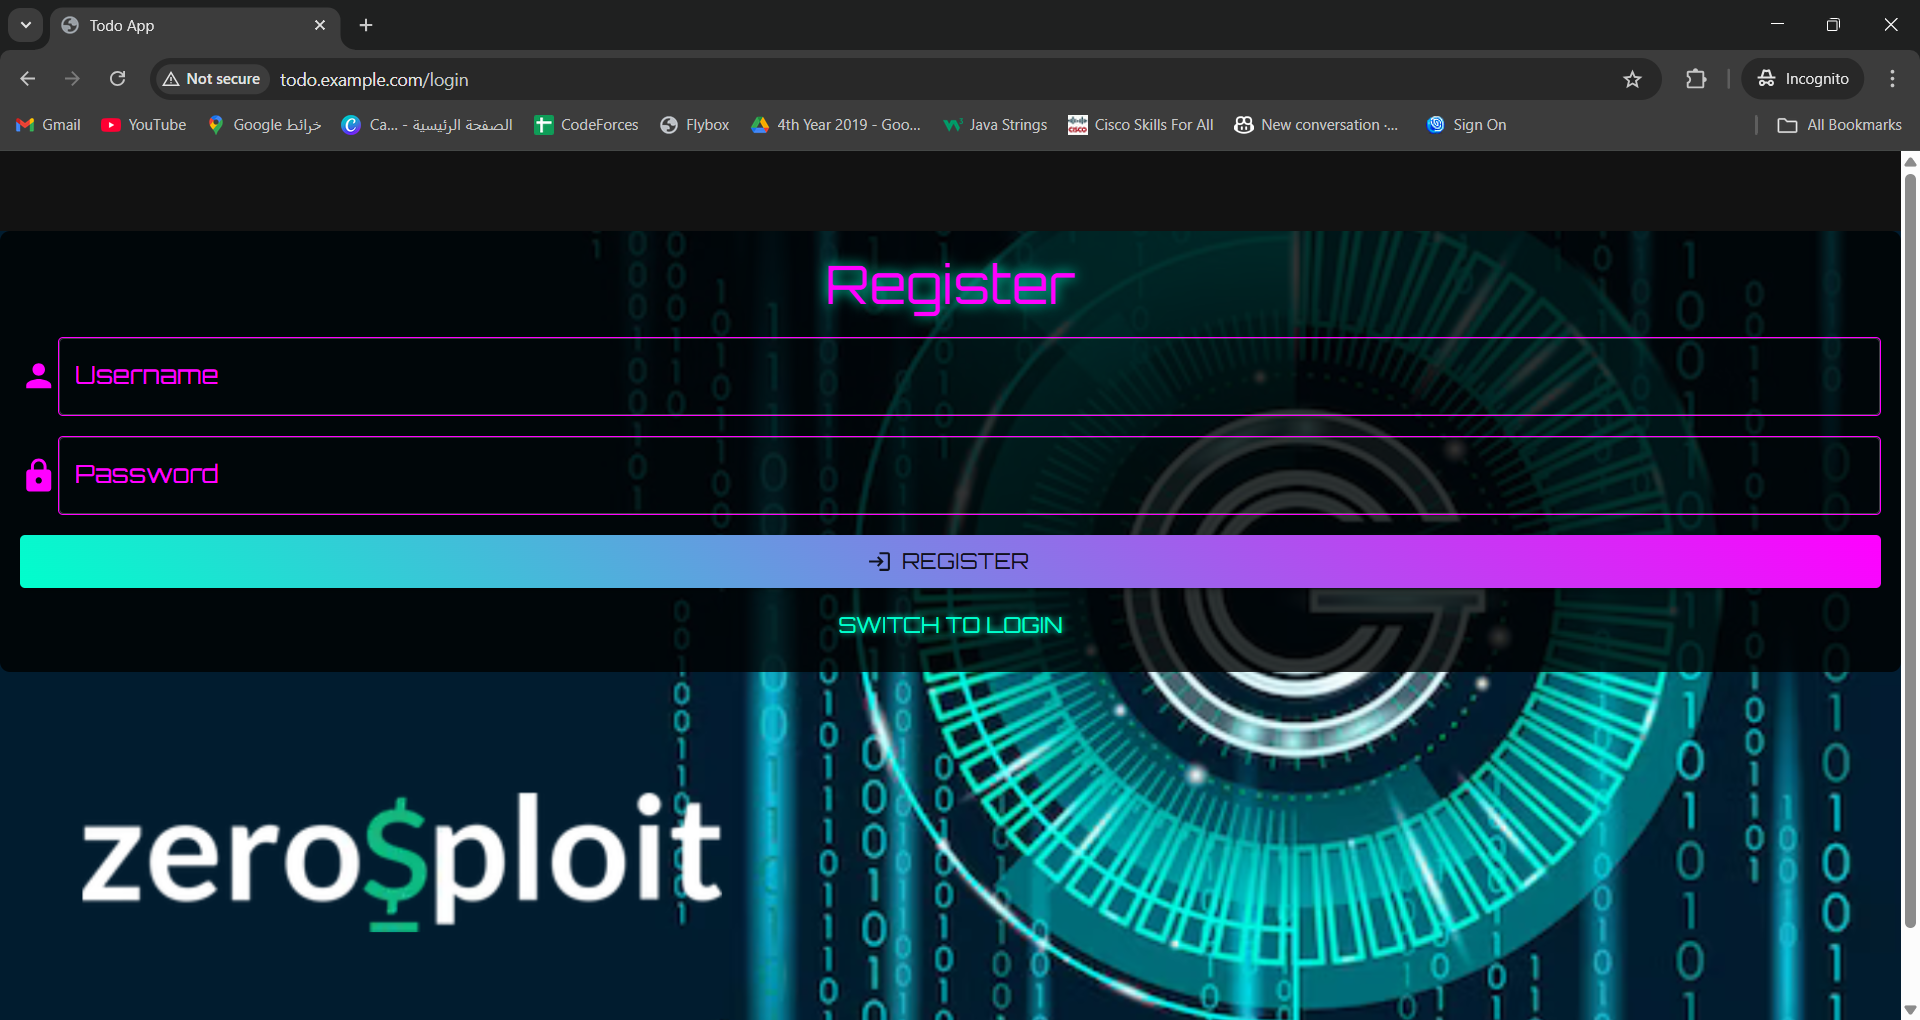 Todo App
Not secure
todo.example.com/login
Incognito
Gmail
YouTube
خرائط Google
الصفحة الرئيسية - Ca...
CodeForces
Flybox
4th Year 2019 - Goo...
Java Strings
Cisco Skills For All
New conversation ·...
Sign On
All Bookmarks
Register
Username
Password
REGISTER
SWITCH TO LOGIN
zero$ploit